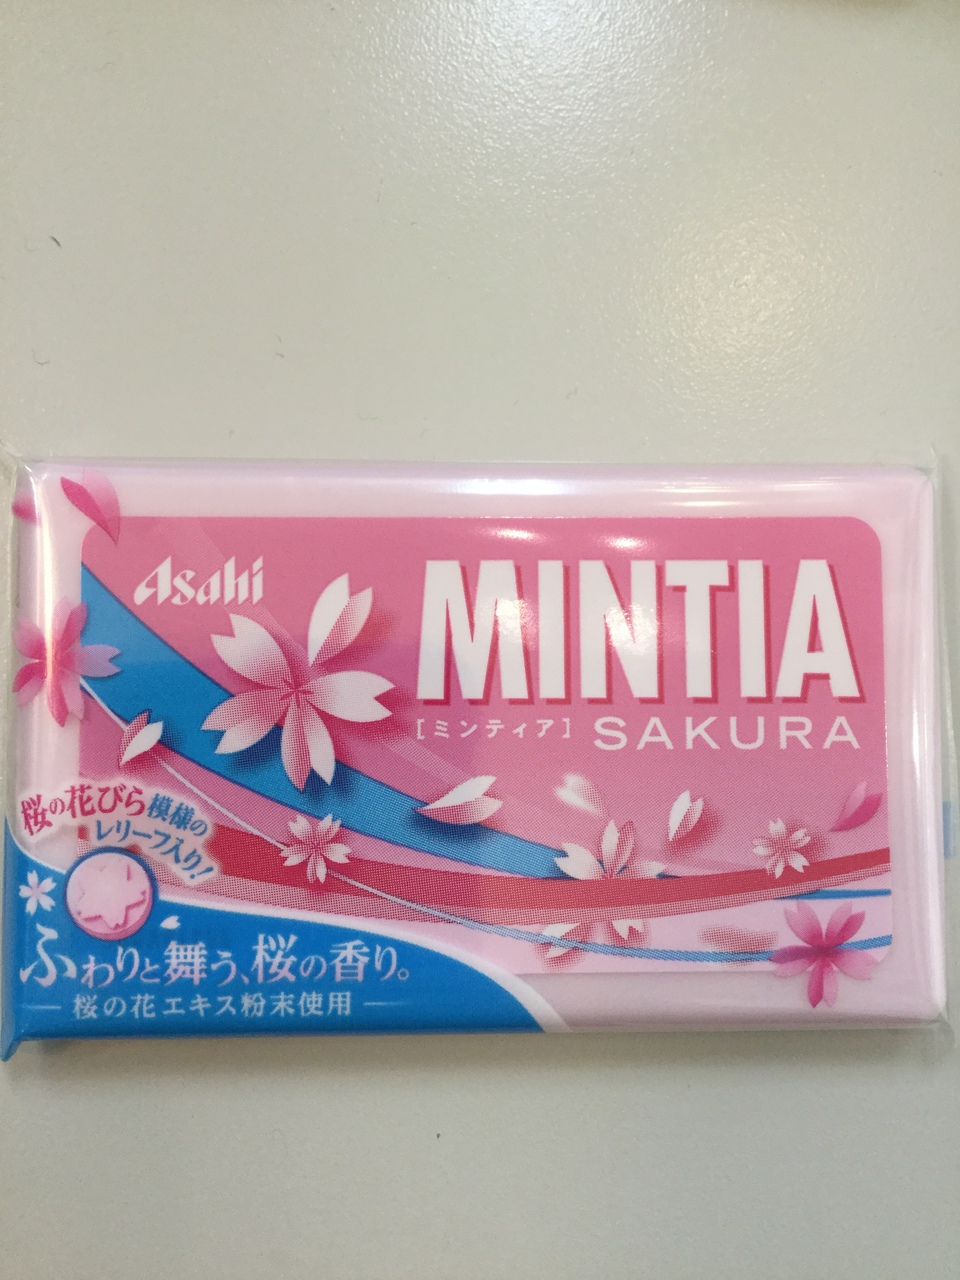 Asahi
MINTIA
[ミンティア] SAKURA
桜の花びら模様の
レリーフ入り!
ふわりと舞う、桜の香り。
桜の花エキス粉末使用